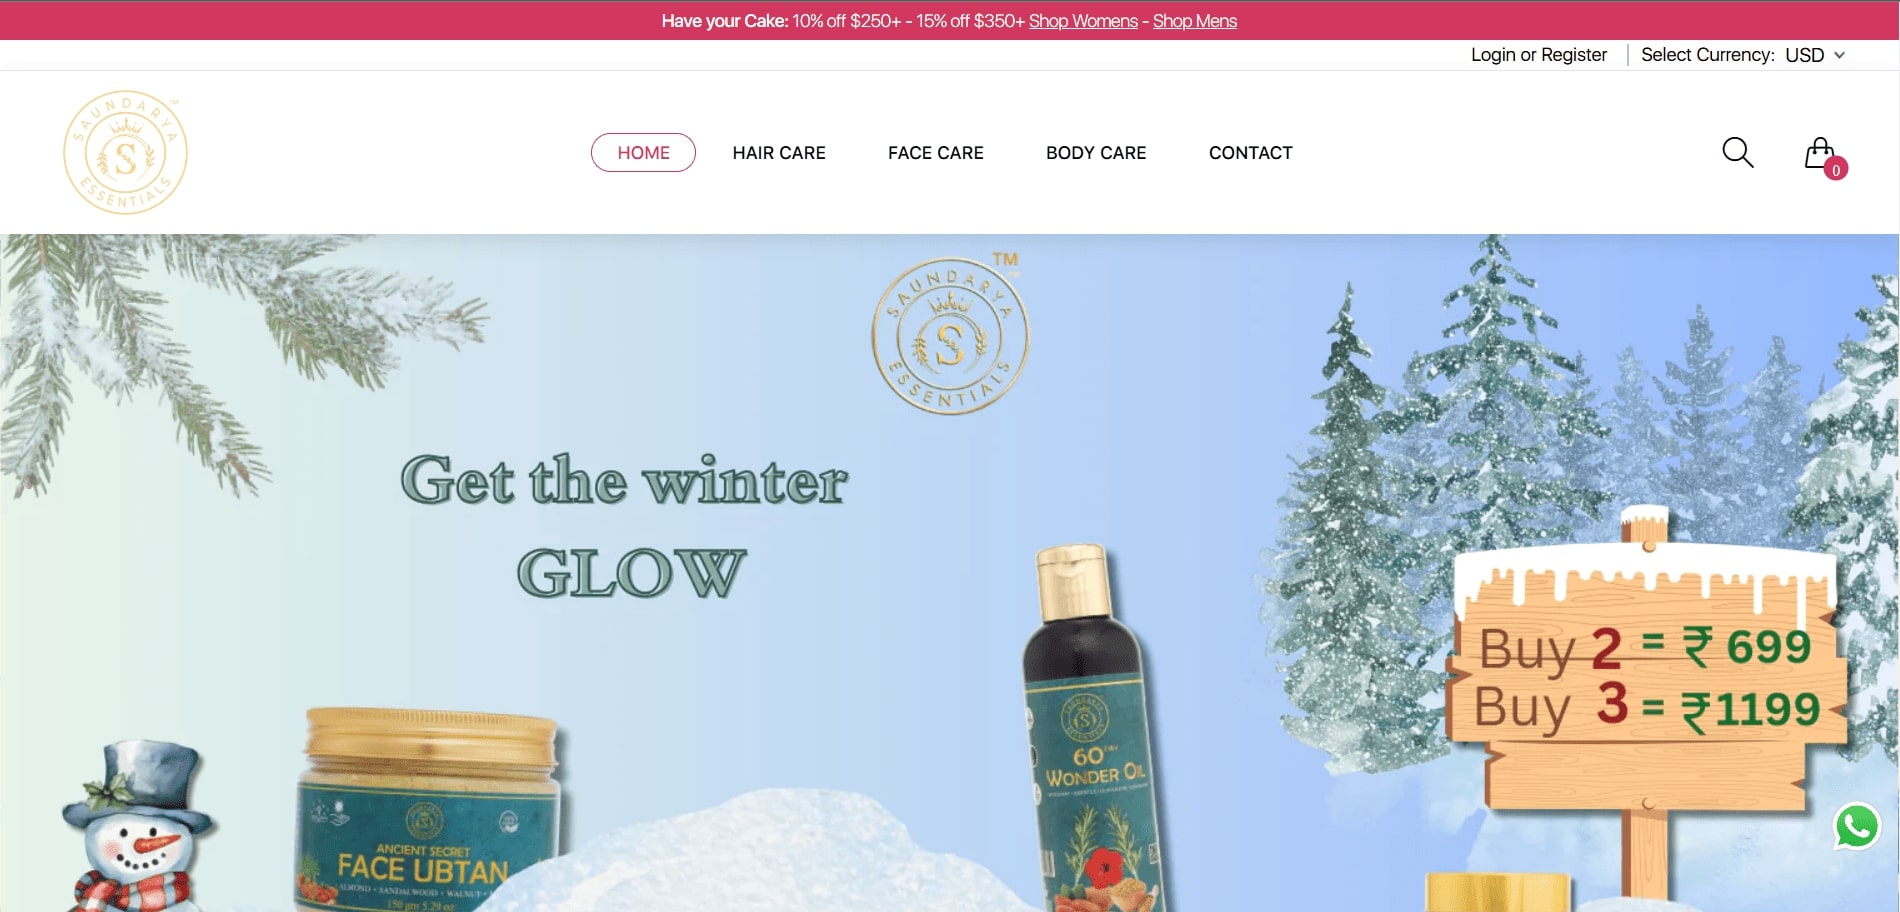 Have your Cake: 10% off $250+ - 15% off $350+ Shop Womens - Shop Mens
Login or Register
Select Currency: USD
SAUNDARYA ESSENTIALS
S
TM
HOME
HAIR CARE
FACE CARE
BODY CARE
CONTACT
0
TM
SAUNDARYA ESSENTIALS
S
Get the winter
GLOW
Buy 2 = ₹ 699
Buy 3 = ₹1199
60 DAY
WONDER OIL
ANCIENT SECRET
FACE UBTAN
ALMOND • SANDALWOOD • WALNUT •
150 gm 5.29 oz